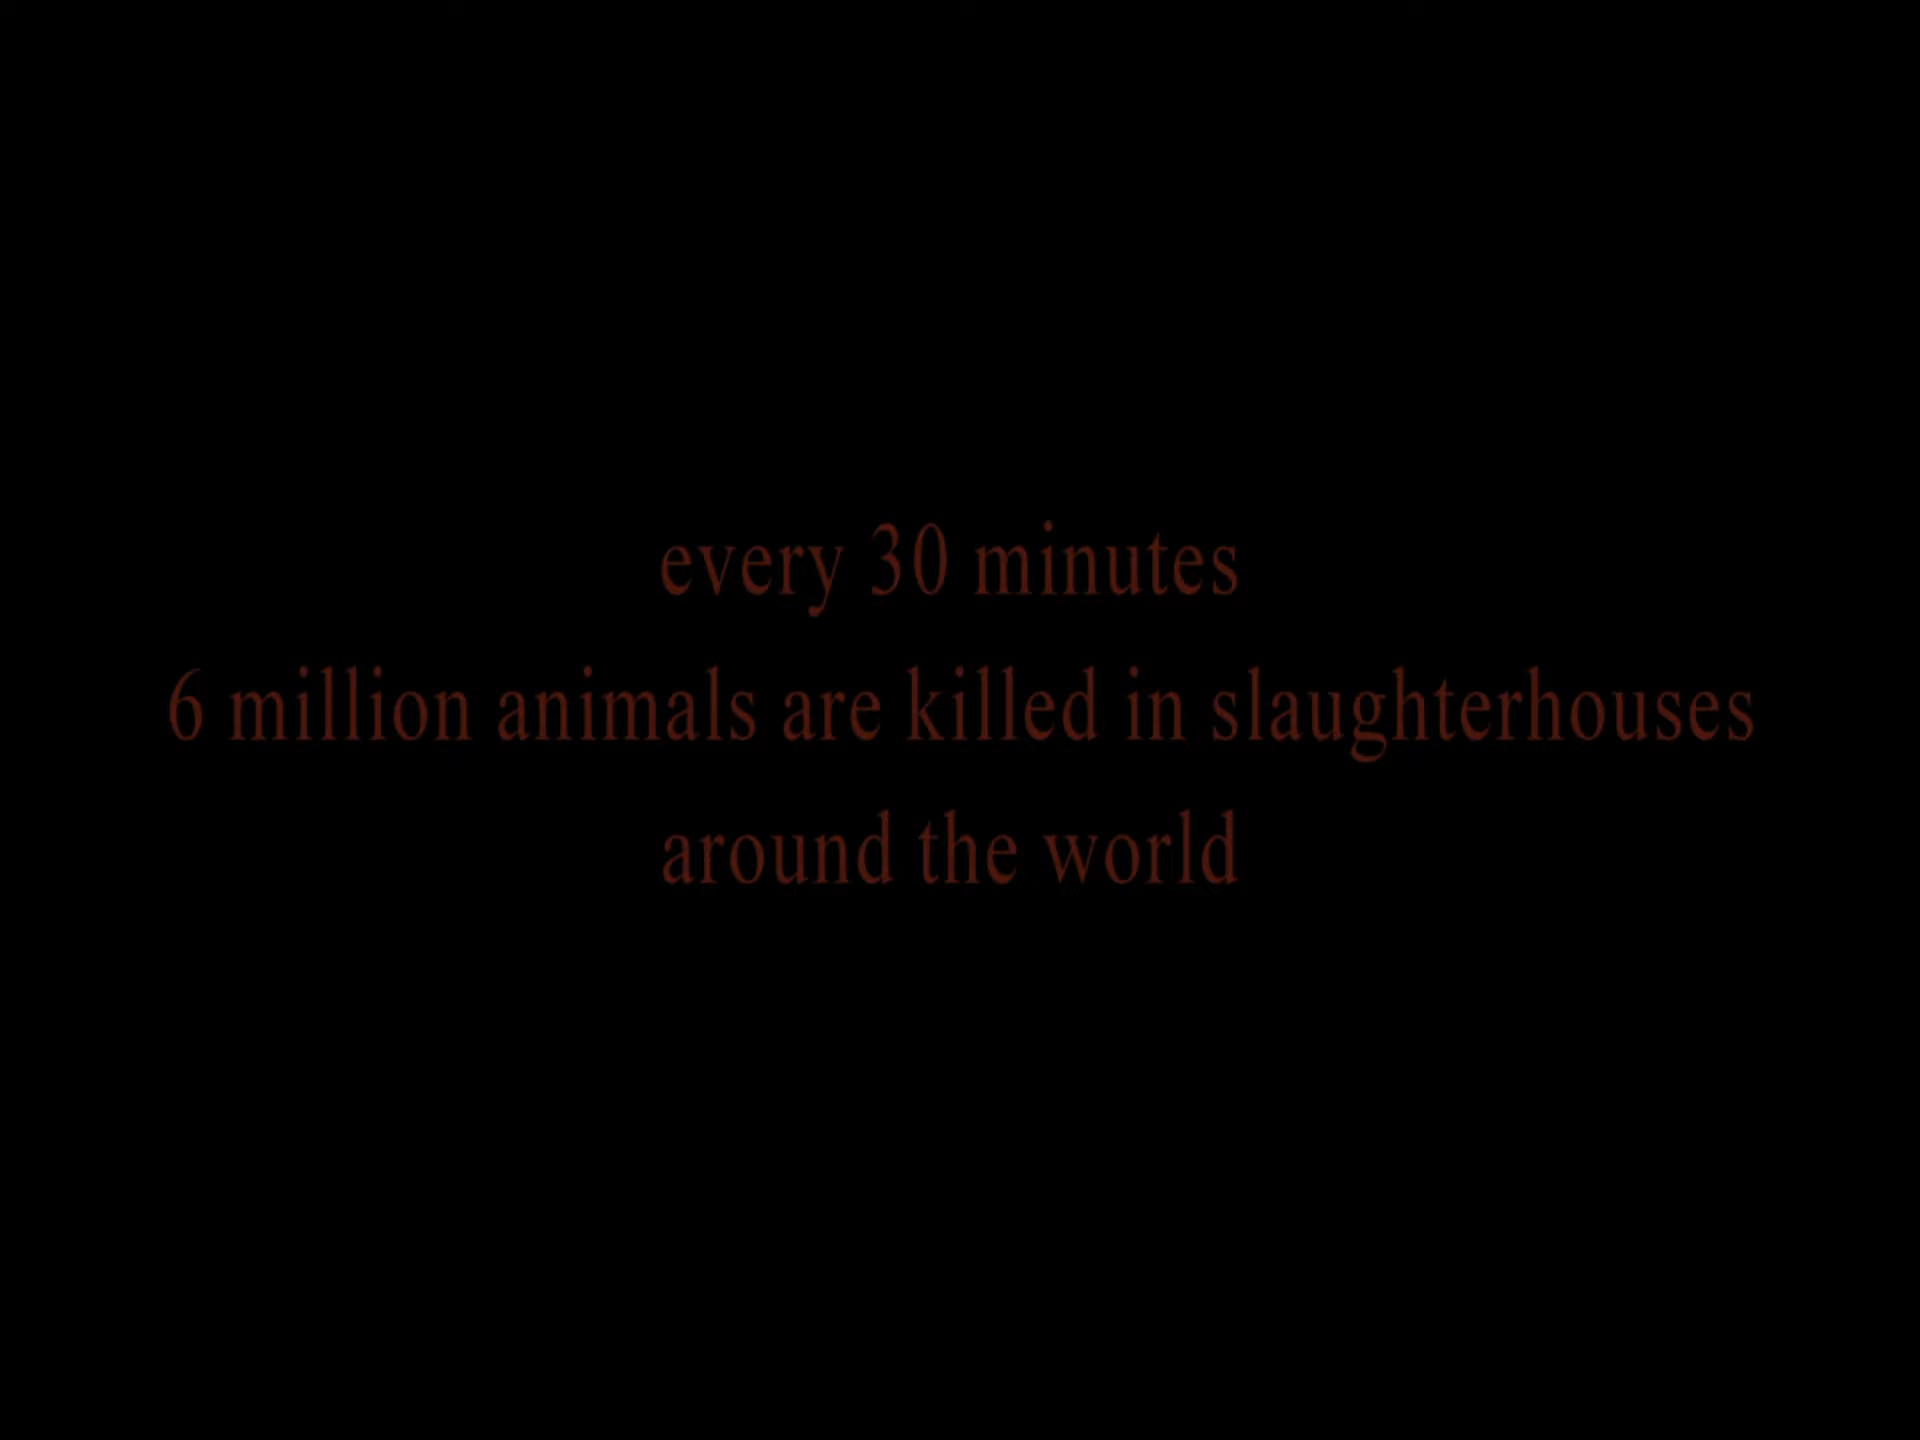 every 30 minutes
6 million animals are killed in slaughterhouses
around the world